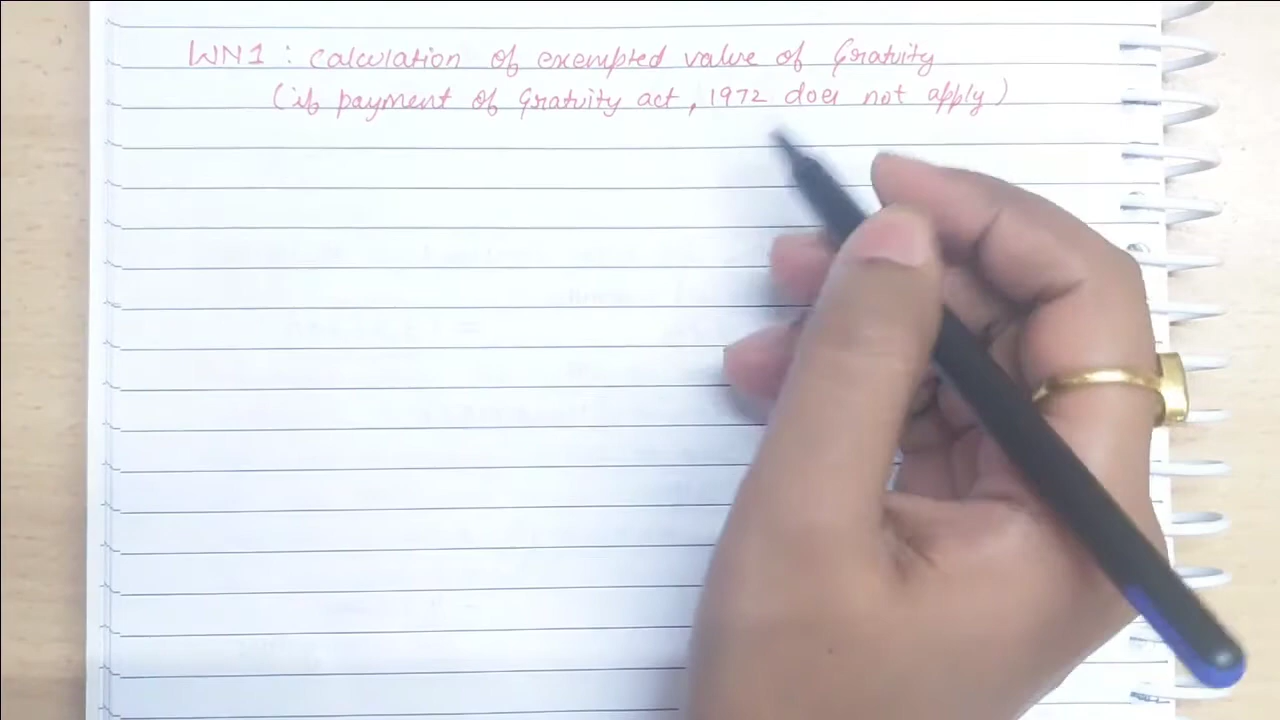 WN1 : Calculation of exempted value of Gratuity
(if payment of Gratuity act, 1972 does not apply)